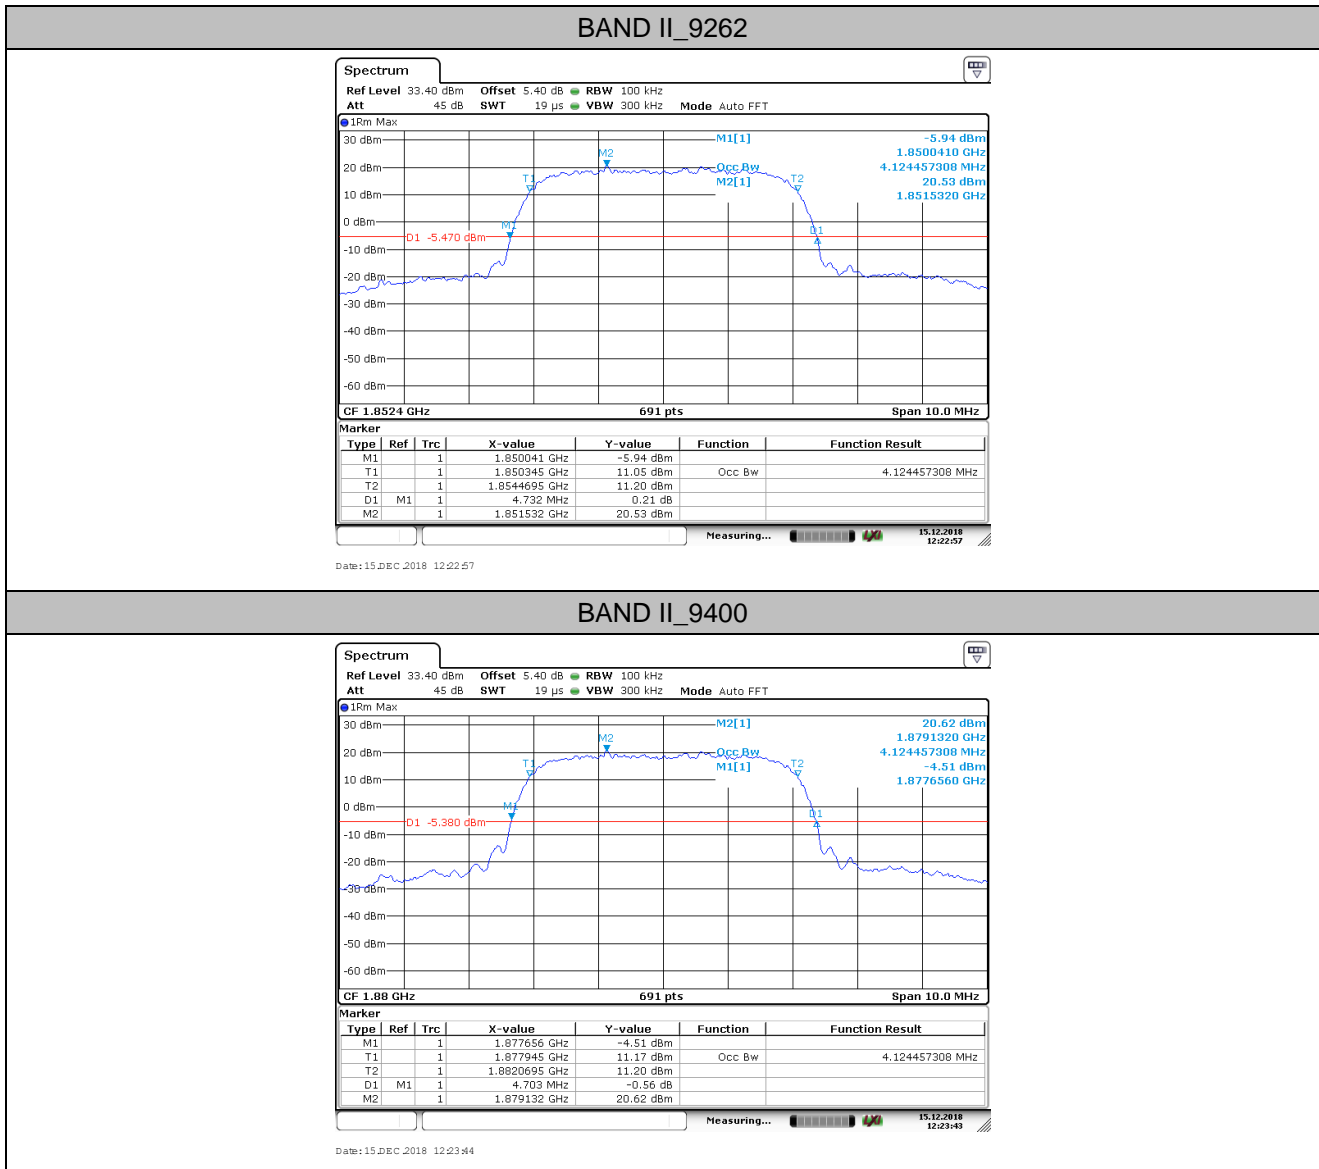 BAND II_9262
Spectrum
Ref Level 33.40 dBm Offset 5.40 dB RBW 100 kHz
Att 45 dB SWT 19 µs VBW 300 kHz Mode Auto FFT
1Rm Max
30 dBm
M1[1] -5.94 dBm
1.8500410 GHz
M2
20 dBm
Occ Bw 4.124457308 MHz
T1
M2[1] 20.53 dBm
T2
10 dBm
1.8515320 GHz
0 dBm
M1
D1
D1 -5.470 dBm
-10 dBm
-20 dBm
-30 dBm
-40 dBm
-50 dBm
-60 dBm
CF 1.8524 GHz 691 pts Span 10.0 MHz
Marker
Type Ref Trc X-value Y-value Function Function Result
M1 1 1.850041 GHz -5.94 dBm
T1 1 1.850345 GHz 11.05 dBm Occ Bw 4.124457308 MHz
T2 1 1.8544695 GHz 11.20 dBm
D1 M1 1 4.732 MHz 0.21 dB
M2 1 1.851532 GHz 20.53 dBm
Measuring... LXI 15.12.2018
12:22:57
Date: 15.DEC.2018 12:22:57
BAND II_9400
Spectrum
Ref Level 33.40 dBm Offset 5.40 dB RBW 100 kHz
Att 45 dB SWT 19 µs VBW 300 kHz Mode Auto FFT
1Rm Max
30 dBm
M2[1] 20.62 dBm
1.8791320 GHz
M2
20 dBm
Occ Bw 4.124457308 MHz
T1
M1[1] -4.51 dBm
T2
10 dBm
1.8776560 GHz
0 dBm
M1
D1
D1 -5.380 dBm
-10 dBm
-20 dBm
-30 dBm
-40 dBm
-50 dBm
-60 dBm
CF 1.88 GHz 691 pts Span 10.0 MHz
Marker
Type Ref Trc X-value Y-value Function Function Result
M1 1 1.877656 GHz -4.51 dBm
T1 1 1.877945 GHz 11.17 dBm Occ Bw 4.124457308 MHz
T2 1 1.8820695 GHz 11.20 dBm
D1 M1 1 4.703 MHz -0.56 dB
M2 1 1.879132 GHz 20.62 dBm
Measuring... LXI 15.12.2018
12:23:43
Date: 15.DEC.2018 12:23:44